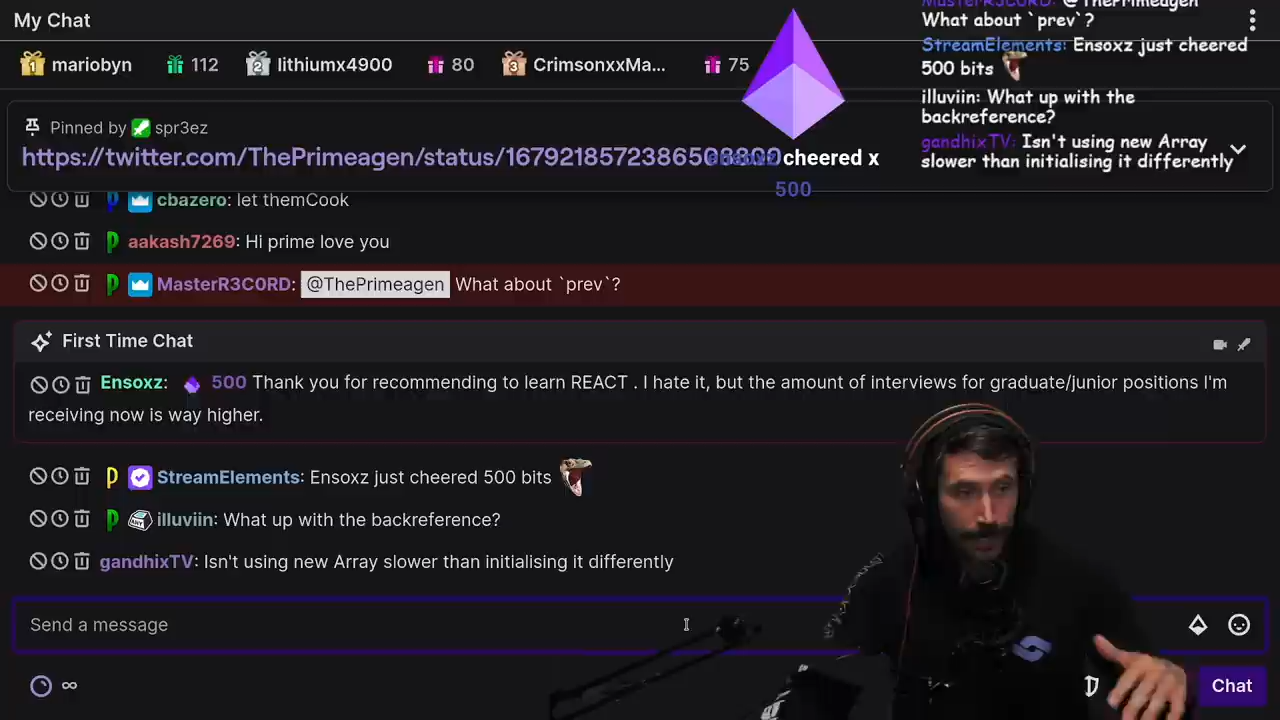 My Chat
mariobyn 112 lithiumx4900 80 CrimsonxxMa... 75
Pinned by spr3ez
https://twitter.com/ThePrimeagen/status/1679218572386508800
cheered x
500
What about `prev`?
StreamElements: Ensoxz just cheered
500 bits
illuviin: What up with the
backreference?
gandhixTV: Isn't using new Array
slower than initialising it differently
cbazero: let themCook
aakash7269: Hi prime love you
MasterR3C0RD: @ThePrimeagen What about `prev`?
First Time Chat
Ensoxz: 500 Thank you for recommending to learn REACT . I hate it, but the amount of interviews for graduate/junior positions I'm
receiving now is way higher.
StreamElements: Ensoxz just cheered 500 bits
illuviin: What up with the backreference?
gandhixTV: Isn't using new Array slower than initialising it differently
Send a message
∞
Chat